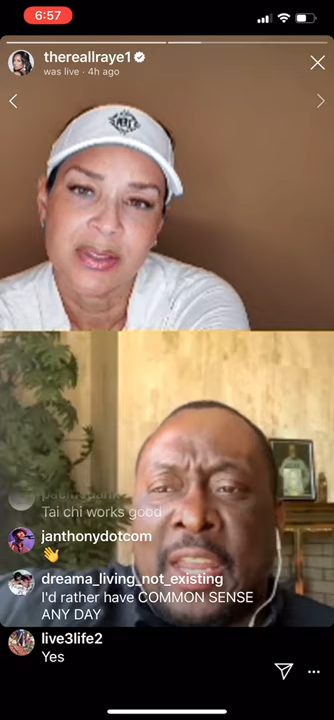 6:57
thereallraye1
was live · 4h ago
Tai chi works good
janthonydotcom
👋
dreama_living_not_existing
I'd rather have COMMON SENSE
ANY DAY
live3life2
Yes